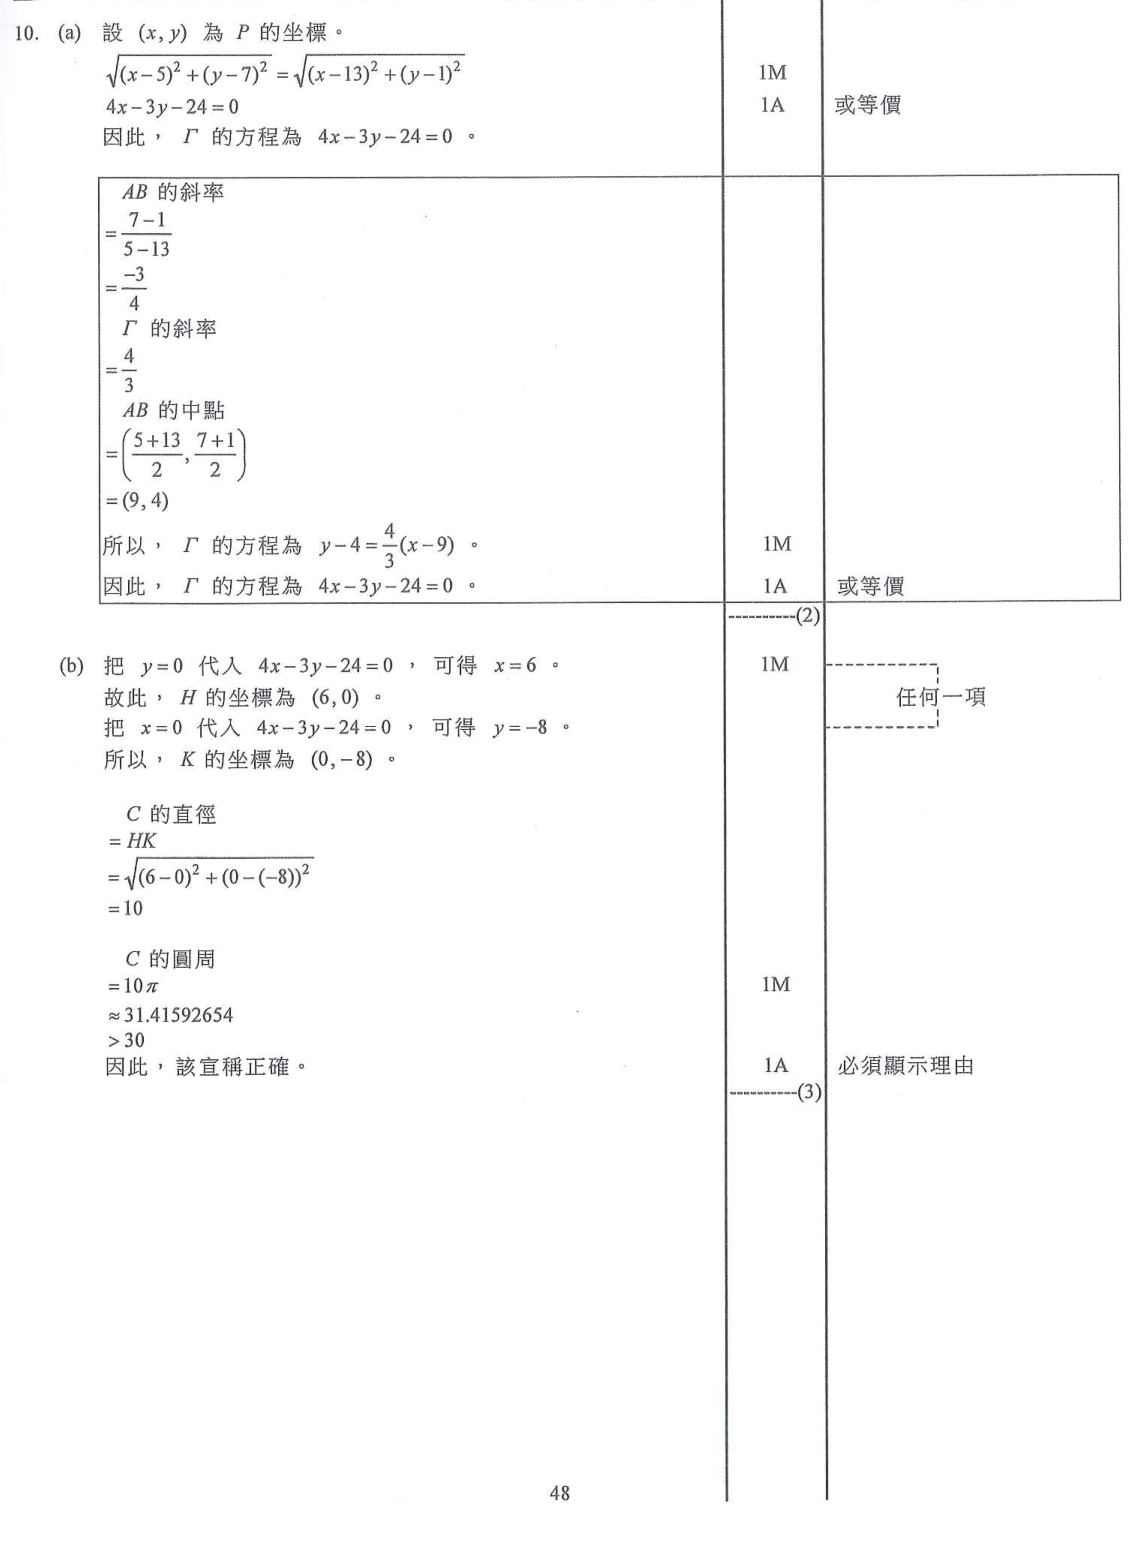 10. (a) 設 (x, y) 為 P 的坐標。
√((x−5)² + (y−7)²) = √((x−13)² + (y−1)²) 1M
4x−3y−24=0 1A 或等價
因此， Γ 的方程為 4x−3y−24=0 。
AB 的斜率
= (7−1)/(5−13)
= −3/4
Γ 的斜率
= 4/3
AB 的中點
= ((5+13)/2, (7+1)/2)
= (9, 4)
所以， Γ 的方程為 y−4 = 4/3 (x−9) 。 1M
因此， Γ 的方程為 4x−3y−24=0 。 1A 或等價
----------(2)
(b) 把 y=0 代入 4x−3y−24=0 ， 可得 x=6 。 1M
故此， H 的坐標為 (6,0) 。 任何一項
把 x=0 代入 4x−3y−24=0 ， 可得 y=−8 。
所以， K 的坐標為 (0,−8) 。
C 的直徑
= HK
= √((6−0)² + (0−(−8))²)
=10
C 的圓周
=10π 1M
≈31.41592654
>30
因此，該宣稱正確。 1A 必須顯示理由
----------(3)
48